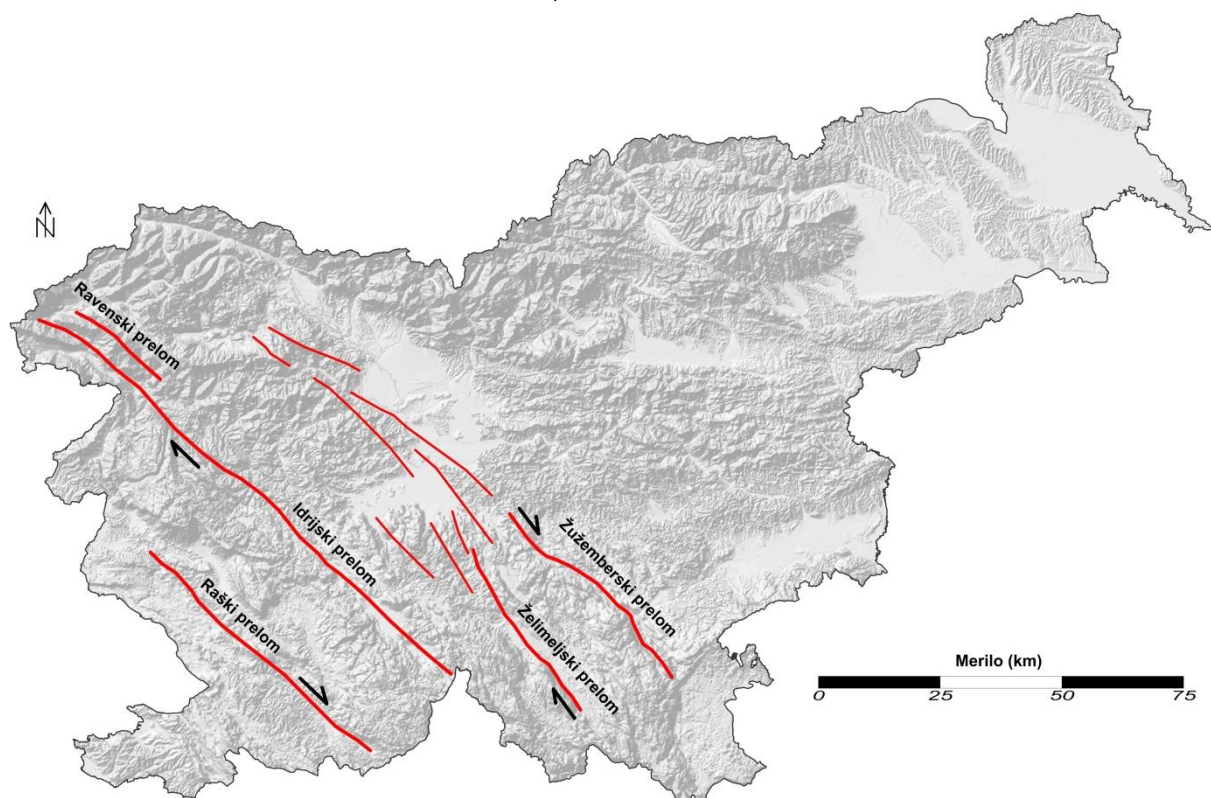 N
Ravenski prelom
Idrijski prelom
Raški prelom
Žužemberski prelom
Želimeljski prelom
Merilo (km)
0 25 50 75